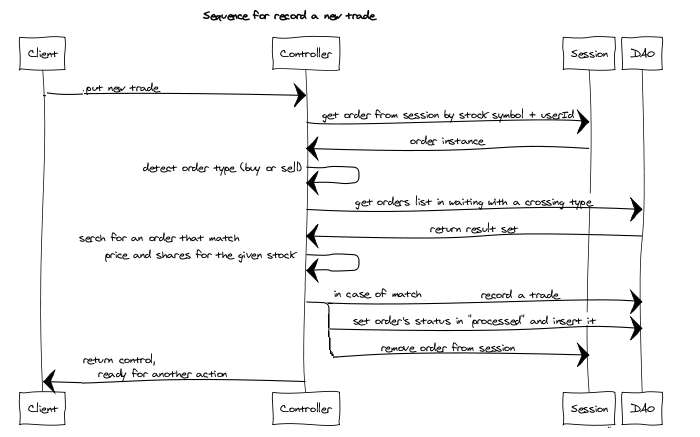 Sequence for record a new trade
Client
Controller
Session
DAO
put new trade
get order from session by stock symbol + userId
order instance
detect order type (buy or sell)
get orders list in waiting with a crossing type
return result set
serch for an order that match
price and shares for the given stock
in case of match
record a trade
set order's status in "processed" and insert it
remove order from session
return control,
ready for another action
Client
Controller
Session
DAO